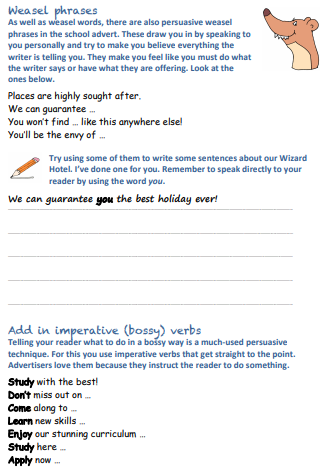 Weasel phrases
As well as weasel words, there are also persuasive weasel
phrases in the school advert. These draw you in by speaking to
you personally and try to make you believe everything the
writer is telling you. They make you feel like you must do what
the writer says or have what they are offering. Look at the
ones below.
Places are highly sought after.
We can guarantee …
You won't find … like this anywhere else!
You'll be the envy of …
Try using some of them to write some sentences about our Wizard
Hotel. I've done one for you. Remember to speak directly to your
reader by using the word you.
We can guarantee you the best holiday ever!
Add in imperative (bossy) verbs
Telling your reader what to do in a bossy way is a much-used persuasive
technique. For this you use imperative verbs that get straight to the point.
Advertisers love them because they instruct the reader to do something.
Study with the best!
Don't miss out on …
Come along to …
Learn new skills …
Enjoy our stunning curriculum …
Study here …
Apply now …